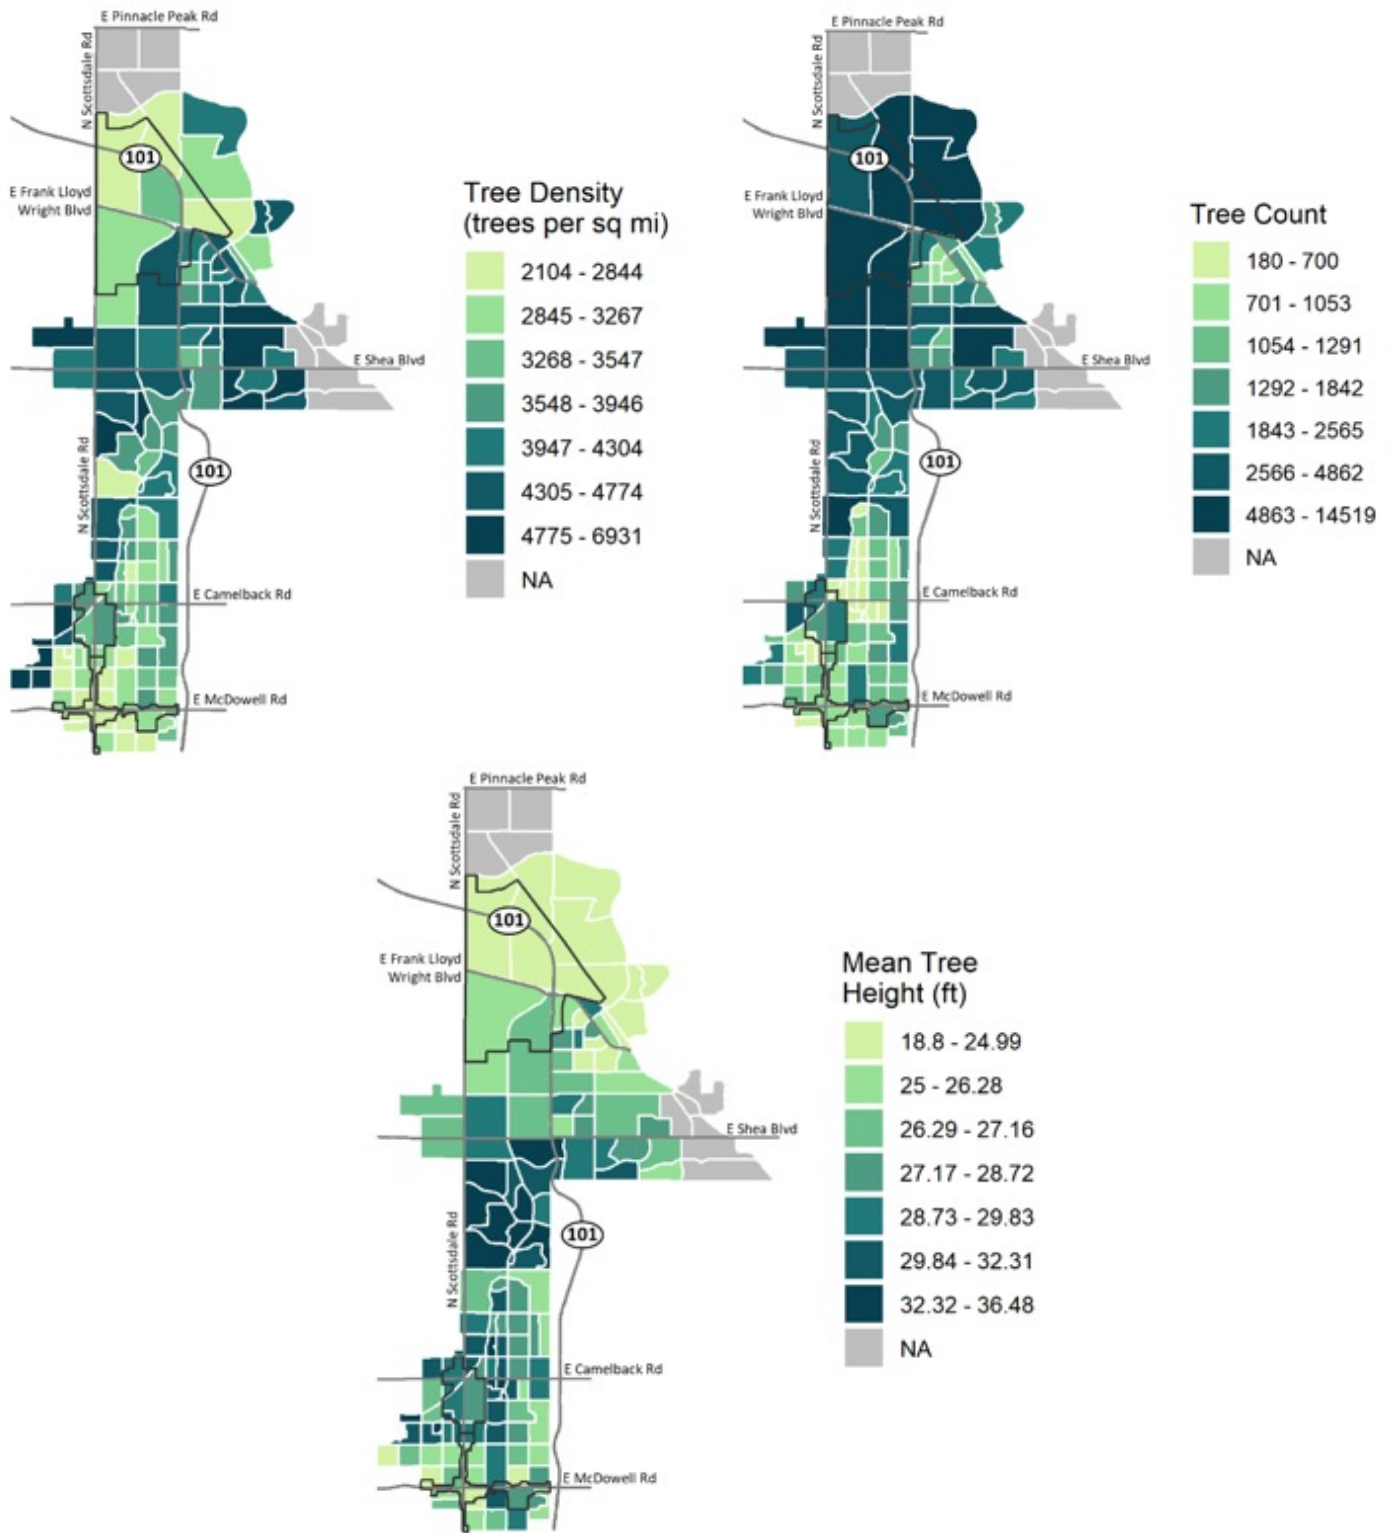 E Pinnacle Peak Rd
N Scottsdale Rd
101
E Frank Lloyd
Wright Blvd
E Shea Blvd
N Scottsdale Rd
101
E Camelback Rd
E McDowell Rd
Tree Density
(trees per sq mi)
2104 - 2844
2845 - 3267
3268 - 3547
3548 - 3946
3947 - 4304
4305 - 4774
4775 - 6931
NA
E Pinnacle Peak Rd
N Scottsdale Rd
101
E Frank Lloyd
Wright Blvd
E Shea Blvd
N Scottsdale Rd
101
E Camelback Rd
E McDowell Rd
Tree Count
180 - 700
701 - 1053
1054 - 1291
1292 - 1842
1843 - 2565
2566 - 4862
4863 - 14519
NA
E Pinnacle Peak Rd
N Scottsdale Rd
101
E Frank Lloyd
Wright Blvd
E Shea Blvd
N Scottsdale Rd
101
E Camelback Rd
E McDowell Rd
Mean Tree
Height (ft)
18.8 - 24.99
25 - 26.28
26.29 - 27.16
27.17 - 28.72
28.73 - 29.83
29.84 - 32.31
32.32 - 36.48
NA